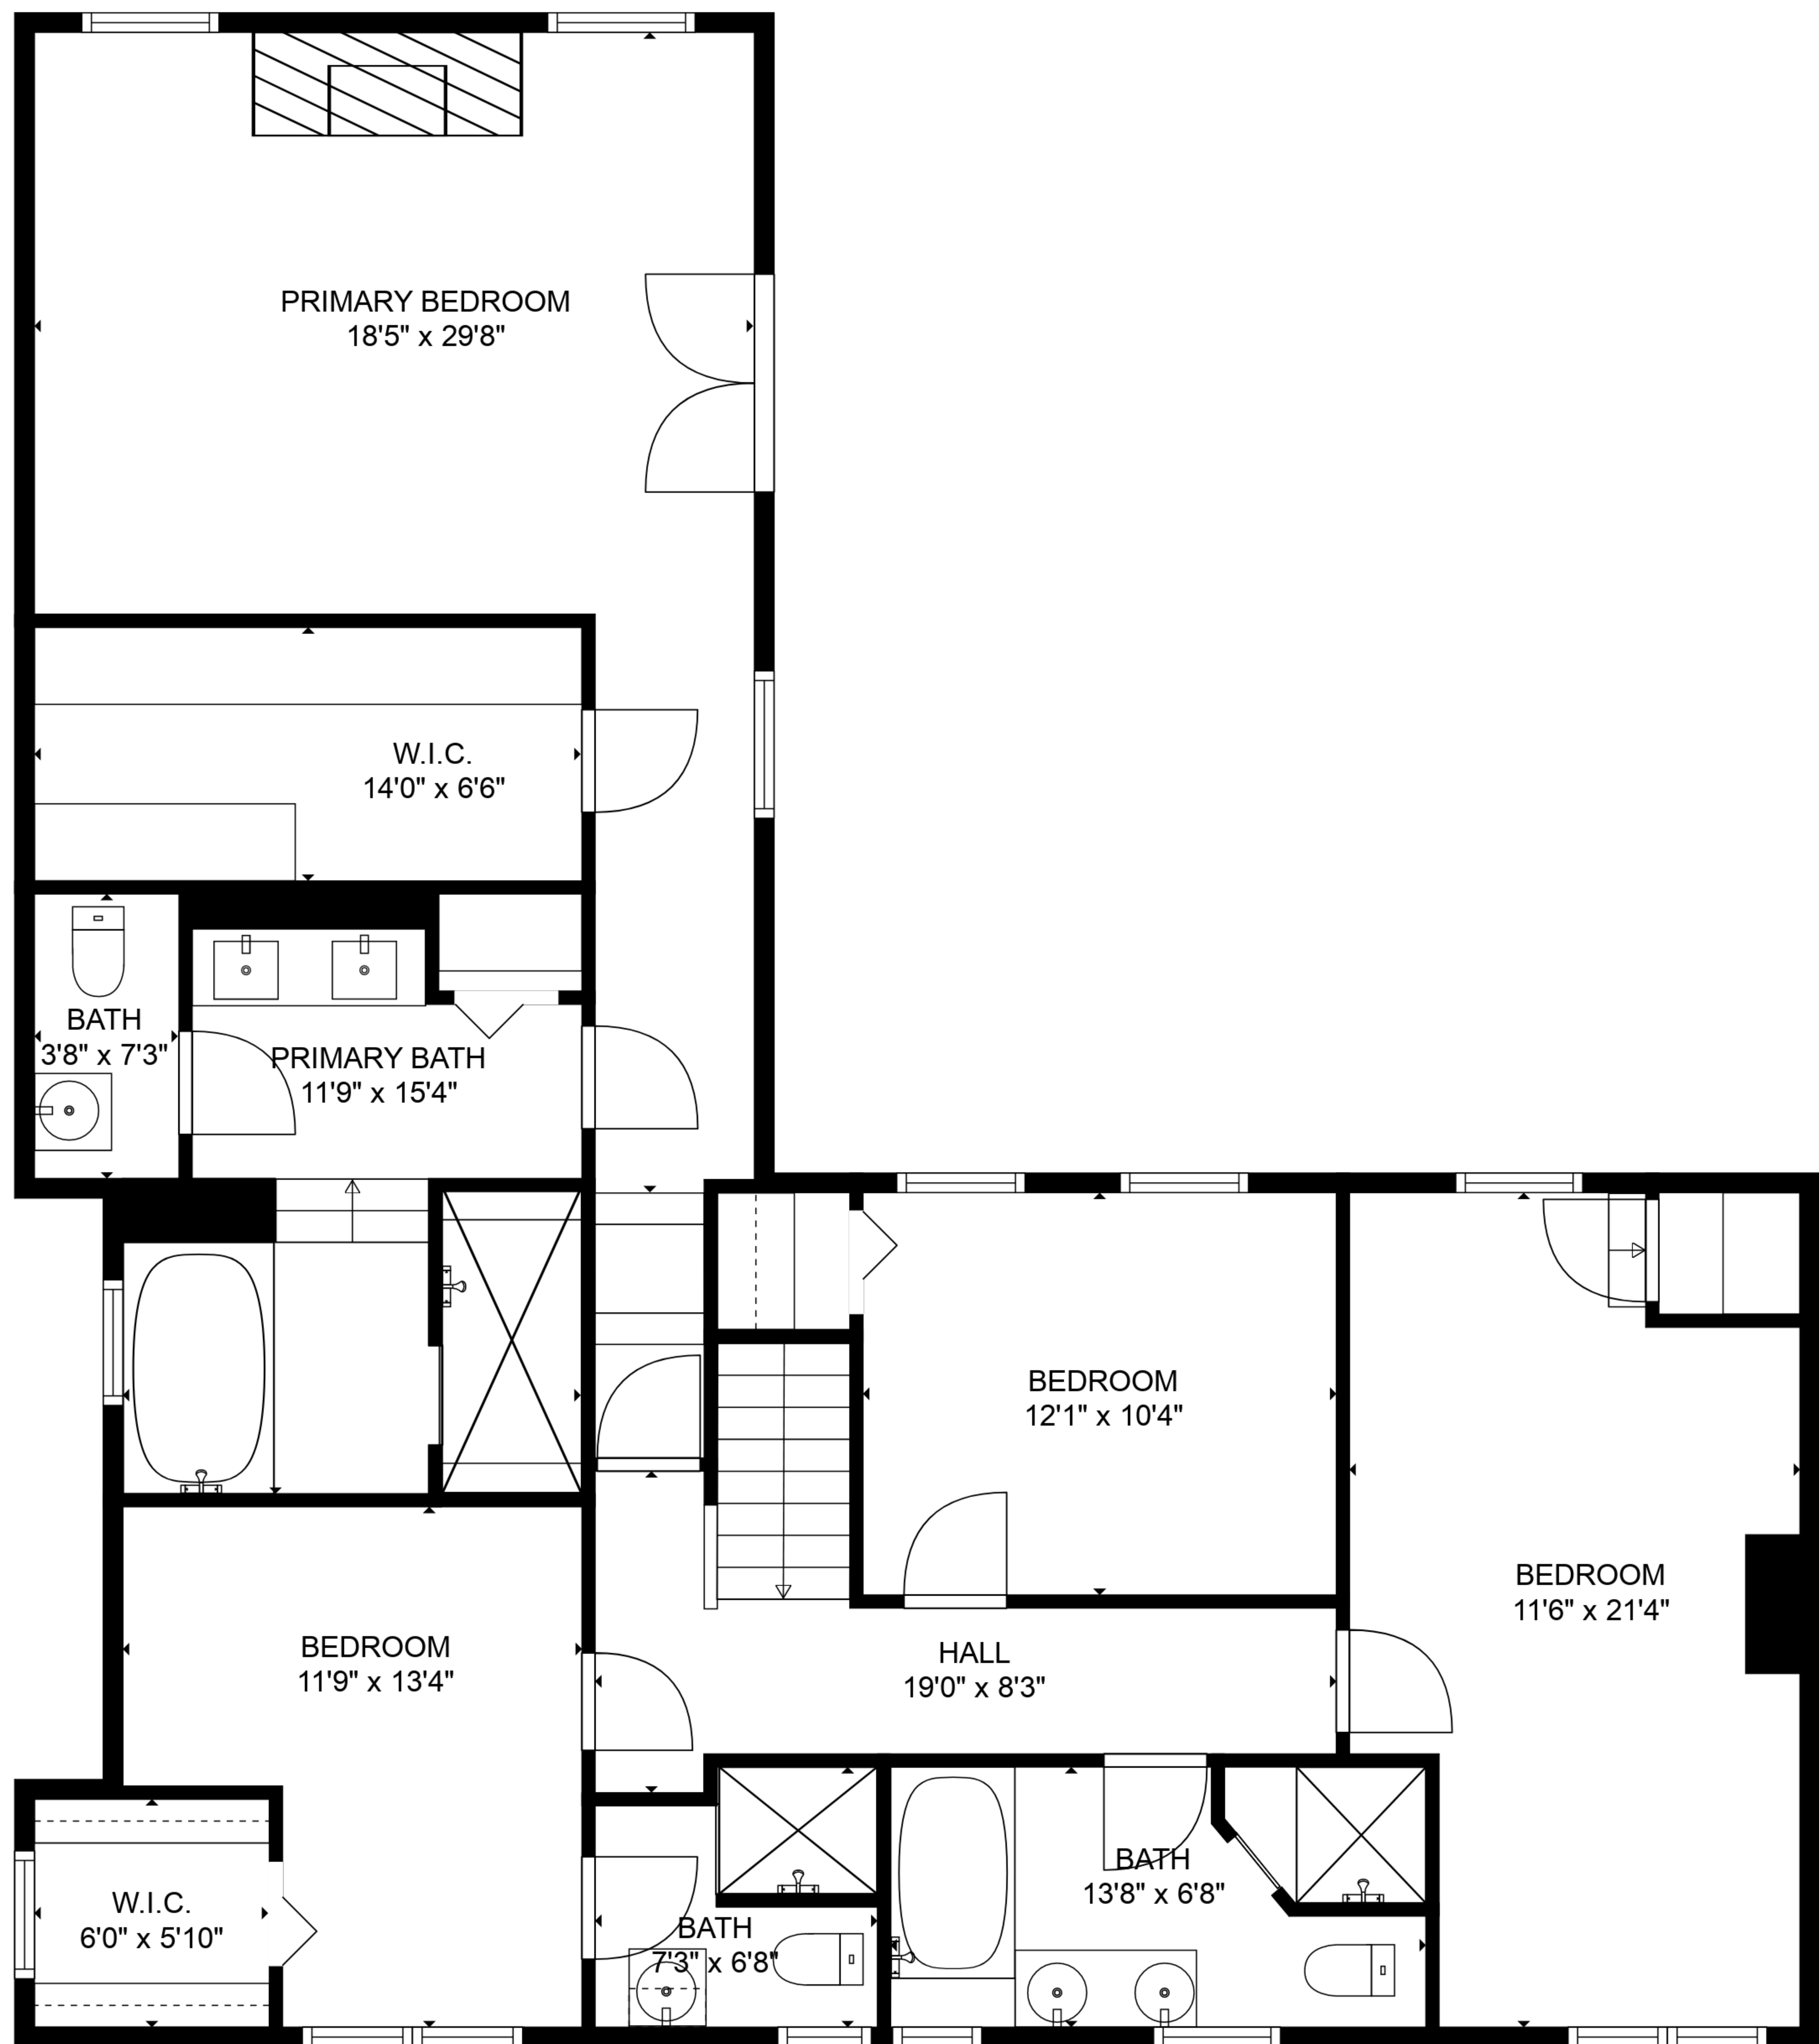 PRIMARY BEDROOM
18'5" x 29'8"
W.I.C.
14'0" x 6'6"
BATH
3'8" x 7'3"
PRIMARY BATH
11'9" x 15'4"
BEDROOM
12'1" x 10'4"
BEDROOM
11'6" x 21'4"
BEDROOM
11'9" x 13'4"
HALL
19'0" x 8'3"
BATH
13'8" x 6'8"
W.I.C.
6'0" x 5'10"
BATH
7'3" x 6'8"